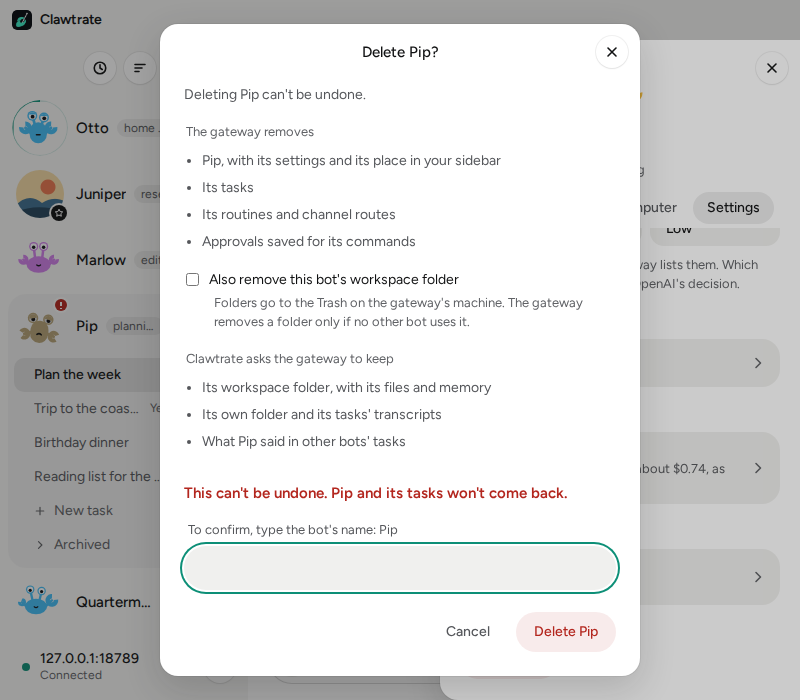 Clawtrate
Delete Pip?
Deleting Pip can't be undone.
The gateway removes
Pip, with its settings and its place in your sidebar
Its tasks
Its routines and channel routes
Approvals saved for its commands
Also remove this bot's workspace folder
Folders go to the Trash on the gateway's machine. The gateway
removes a folder only if no other bot uses it.
Clawtrate asks the gateway to keep
Its workspace folder, with its files and memory
Its own folder and its tasks' transcripts
What Pip said in other bots' tasks
This can't be undone. Pip and its tasks won't come back.
To confirm, type the bot's name: Pip
Cancel
Delete Pip
Otto
home
Juniper
Marlow
Pip
planni...
Plan the week
Trip to the coas...
Birthday dinner
Reading list for the ..
New task
Archived
Quarterm...
127.0.0.1:18789
Connected
Settings
Low
lists them. Which
decision.
about $0.74, as